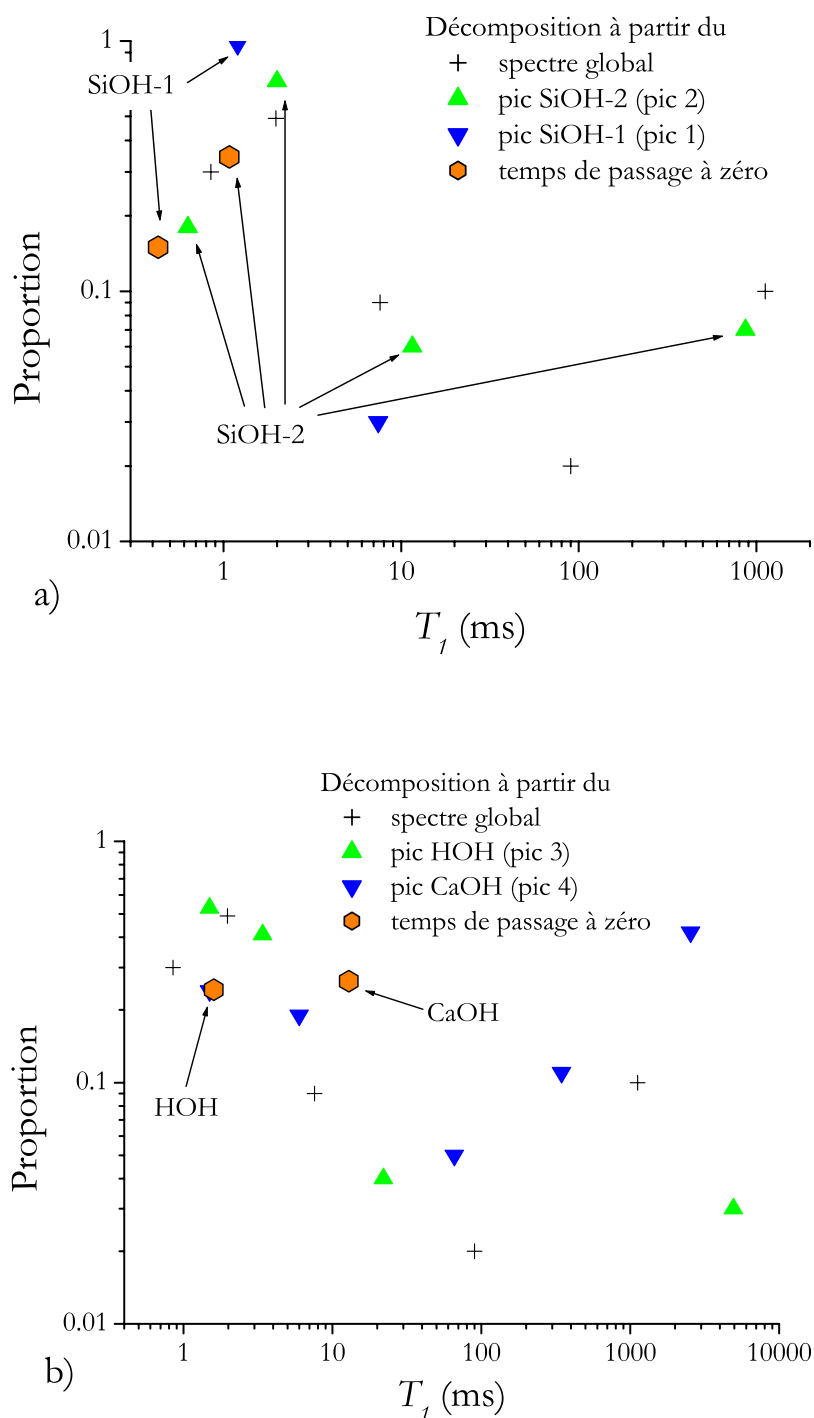 Décomposition à partir du
spectre global
pic SiOH-2 (pic 2)
pic SiOH-1 (pic 1)
temps de passage à zéro
1
SiOH-1
0.1
SiOH-2
0.01
Proportion
1
10
100
1000
a)
T1 (ms)
Décomposition à partir du
spectre global
pic HOH (pic 3)
pic CaOH (pic 4)
temps de passage à zéro
1
CaOH
0.1
HOH
0.01
Proportion
1
10
100
1000
10000
b)
T1 (ms)